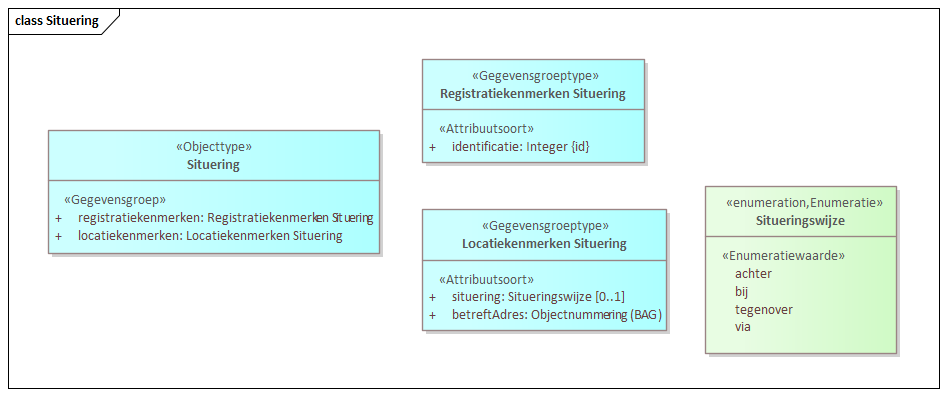 class Situering
«Objecttype»
Situering
«Gegevensgroep»
+ registratiekenmerken: Registratiekenmerken Situering
+ locatiekenmerken: Locatiekenmerken Situering
«Gegevensgroeptype»
Registratiekenmerken Situering
«Attribuutsoort»
+ identificatie: Integer {id}
«Gegevensgroeptype»
Locatiekenmerken Situering
«Attribuutsoort»
+ situering: Situeringswijze [0..1]
+ betreftAdres: Objectnummering (BAG)
«enumeration,Enumeratie»
Situeringswijze
«Enumeratiewaarde»
achter
bij
tegenover
via